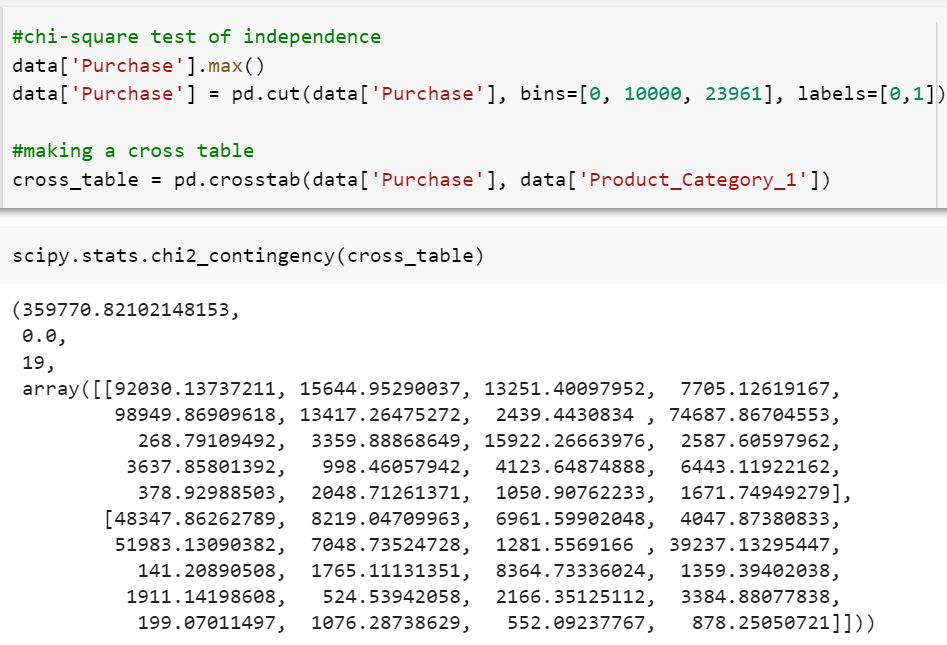 #chi-square test of independence
data['Purchase'].max()
data['Purchase'] = pd.cut(data['Purchase'], bins=[0, 10000, 23961], labels=[0,1])
#making a cross table
cross_table = pd.crosstab(data['Purchase'], data['Product_Category_1'])
scipy.stats.chi2_contingency(cross_table)
(359770.82102148153,
 0.0,
 19,
 array([[92030.13737211, 15644.95290037, 13251.40097952,  7705.12619167,
        98949.86909618, 13417.26475272,  2439.4430834 , 74687.86704553,
          268.79109492,  3359.88868649, 15922.26663976,  2587.60597962,
         3637.85801392,   998.46057942,  4123.64874888,  6443.11922162,
          378.92988503,  2048.71261371,  1050.90762233,  1671.74949279],
       [48347.86262789,  8219.04709963,  6961.59902048,  4047.87380833,
        51983.13090382,  7048.73524728,  1281.5569166 , 39237.13295447,
          141.20890508,  1765.11131351,  8364.73336024,  1359.39402038,
         1911.14198608,   524.53942058,  2166.35125112,  3384.88077838,
          199.07011497,  1076.28738629,   552.09237767,   878.25050721]]))